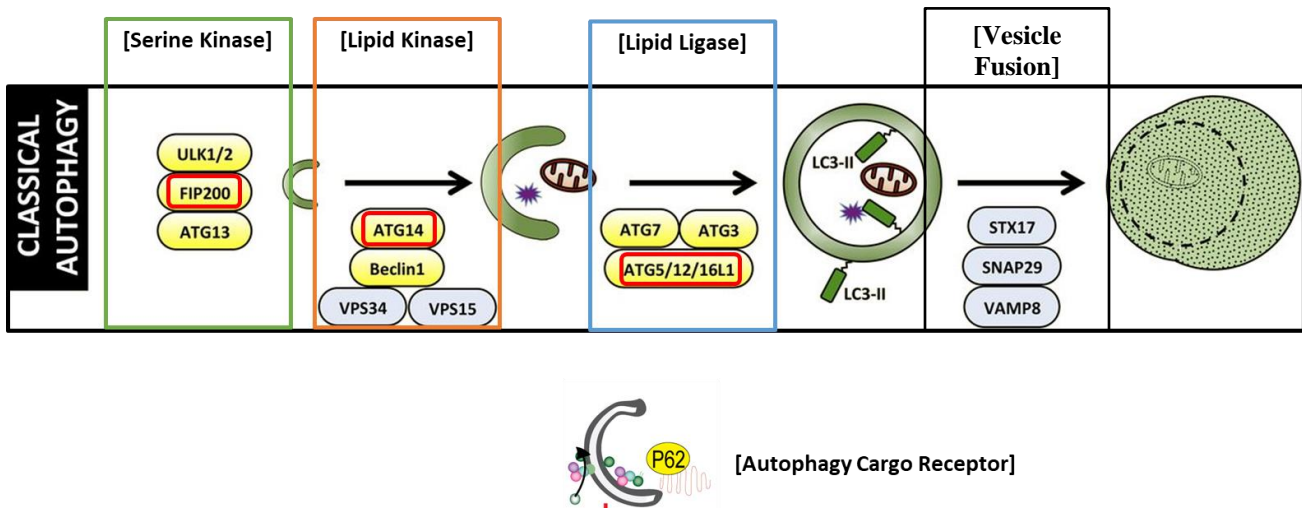 [Serine Kinase]
[Lipid Kinase]
[Lipid Ligase]
[Vesicle
Fusion]
CLASSICAL
AUTOPHAGY
ULK1/2
FIP200
ATG13
ATG14
Beclin1
VPS34
VPS15
ATG7
ATG3
ATG5/12/16L1
LC3-II
LC3-II
STX17
SNAP29
VAMP8
P62
[Autophagy Cargo Receptor]